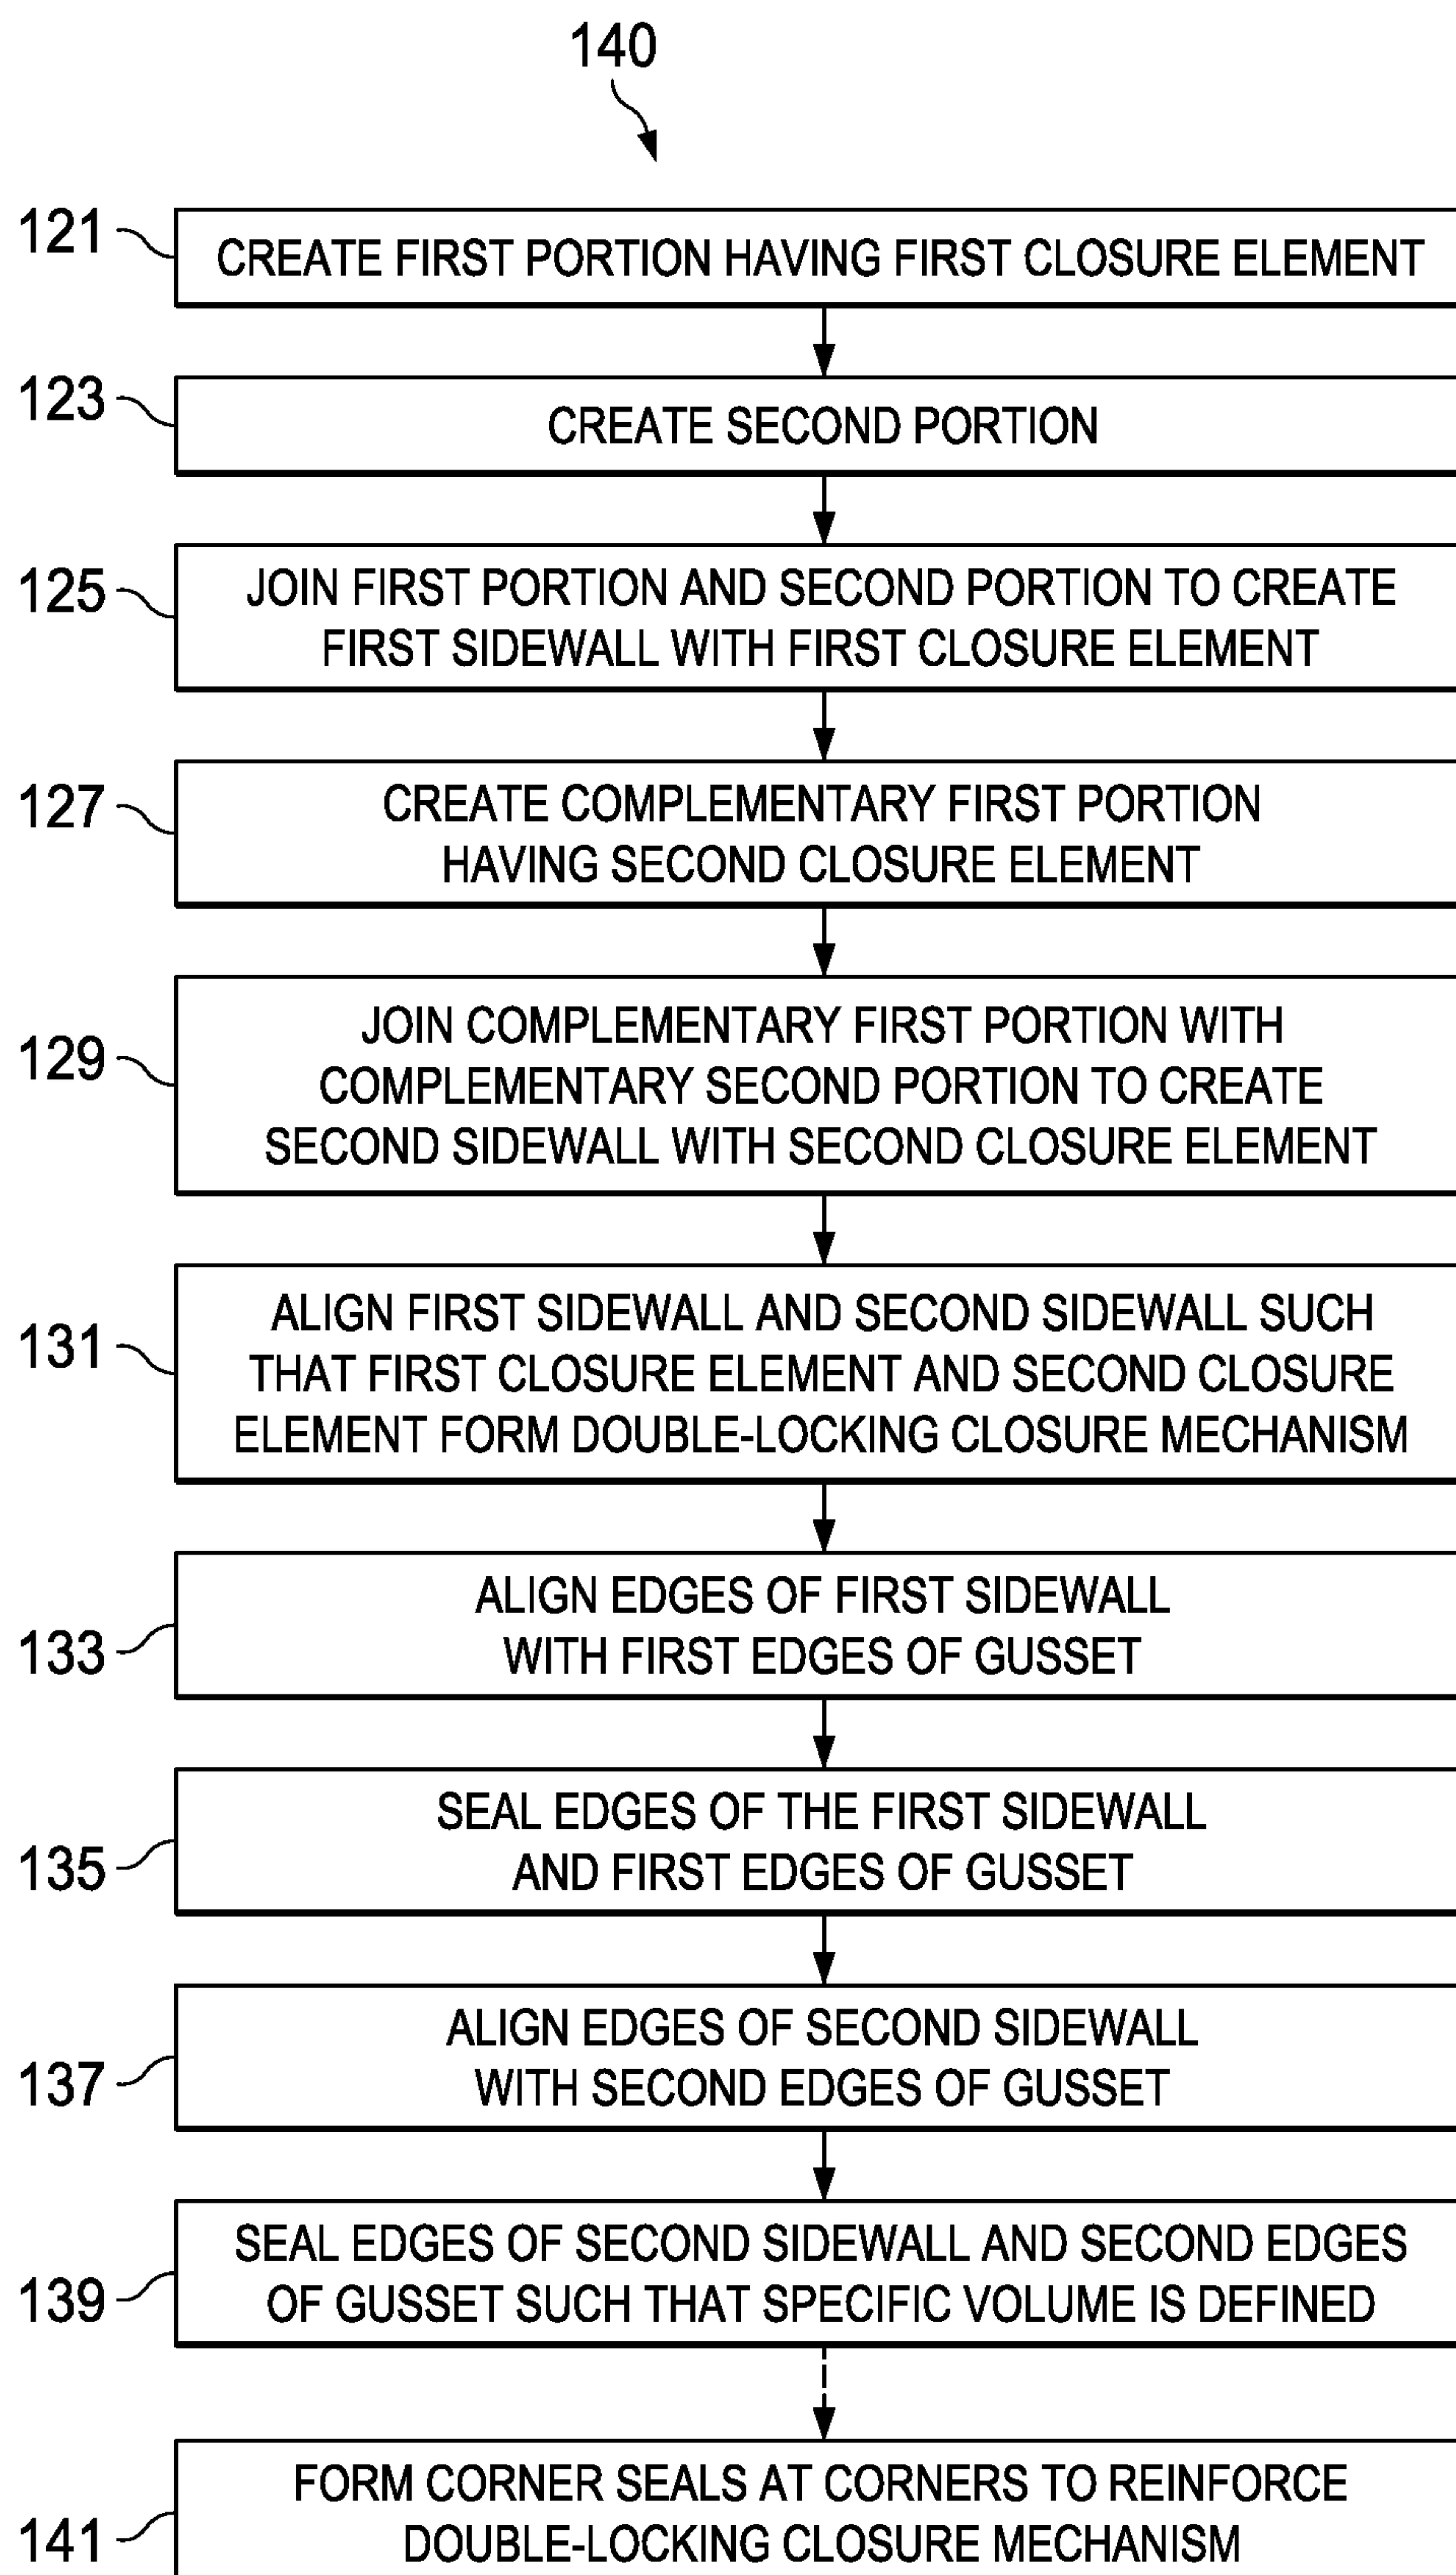 140
121
CREATE FIRST PORTION HAVING FIRST CLOSURE ELEMENT
123
CREATE SECOND PORTION
125
JOIN FIRST PORTION AND SECOND PORTION TO CREATE
FIRST SIDEWALL WITH FIRST CLOSURE ELEMENT
127
CREATE COMPLEMENTARY FIRST PORTION
HAVING SECOND CLOSURE ELEMENT
129
JOIN COMPLEMENTARY FIRST PORTION WITH
COMPLEMENTARY SECOND PORTION TO CREATE
SECOND SIDEWALL WITH SECOND CLOSURE ELEMENT
131
ALIGN FIRST SIDEWALL AND SECOND SIDEWALL SUCH
THAT FIRST CLOSURE ELEMENT AND SECOND CLOSURE
ELEMENT FORM DOUBLE-LOCKING CLOSURE MECHANISM
133
ALIGN EDGES OF FIRST SIDEWALL
WITH FIRST EDGES OF GUSSET
135
SEAL EDGES OF THE FIRST SIDEWALL
AND FIRST EDGES OF GUSSET
137
ALIGN EDGES OF SECOND SIDEWALL
WITH SECOND EDGES OF GUSSET
139
SEAL EDGES OF SECOND SIDEWALL AND SECOND EDGES
OF GUSSET SUCH THAT SPECIFIC VOLUME IS DEFINED
141
FORM CORNER SEALS AT CORNERS TO REINFORCE
DOUBLE-LOCKING CLOSURE MECHANISM